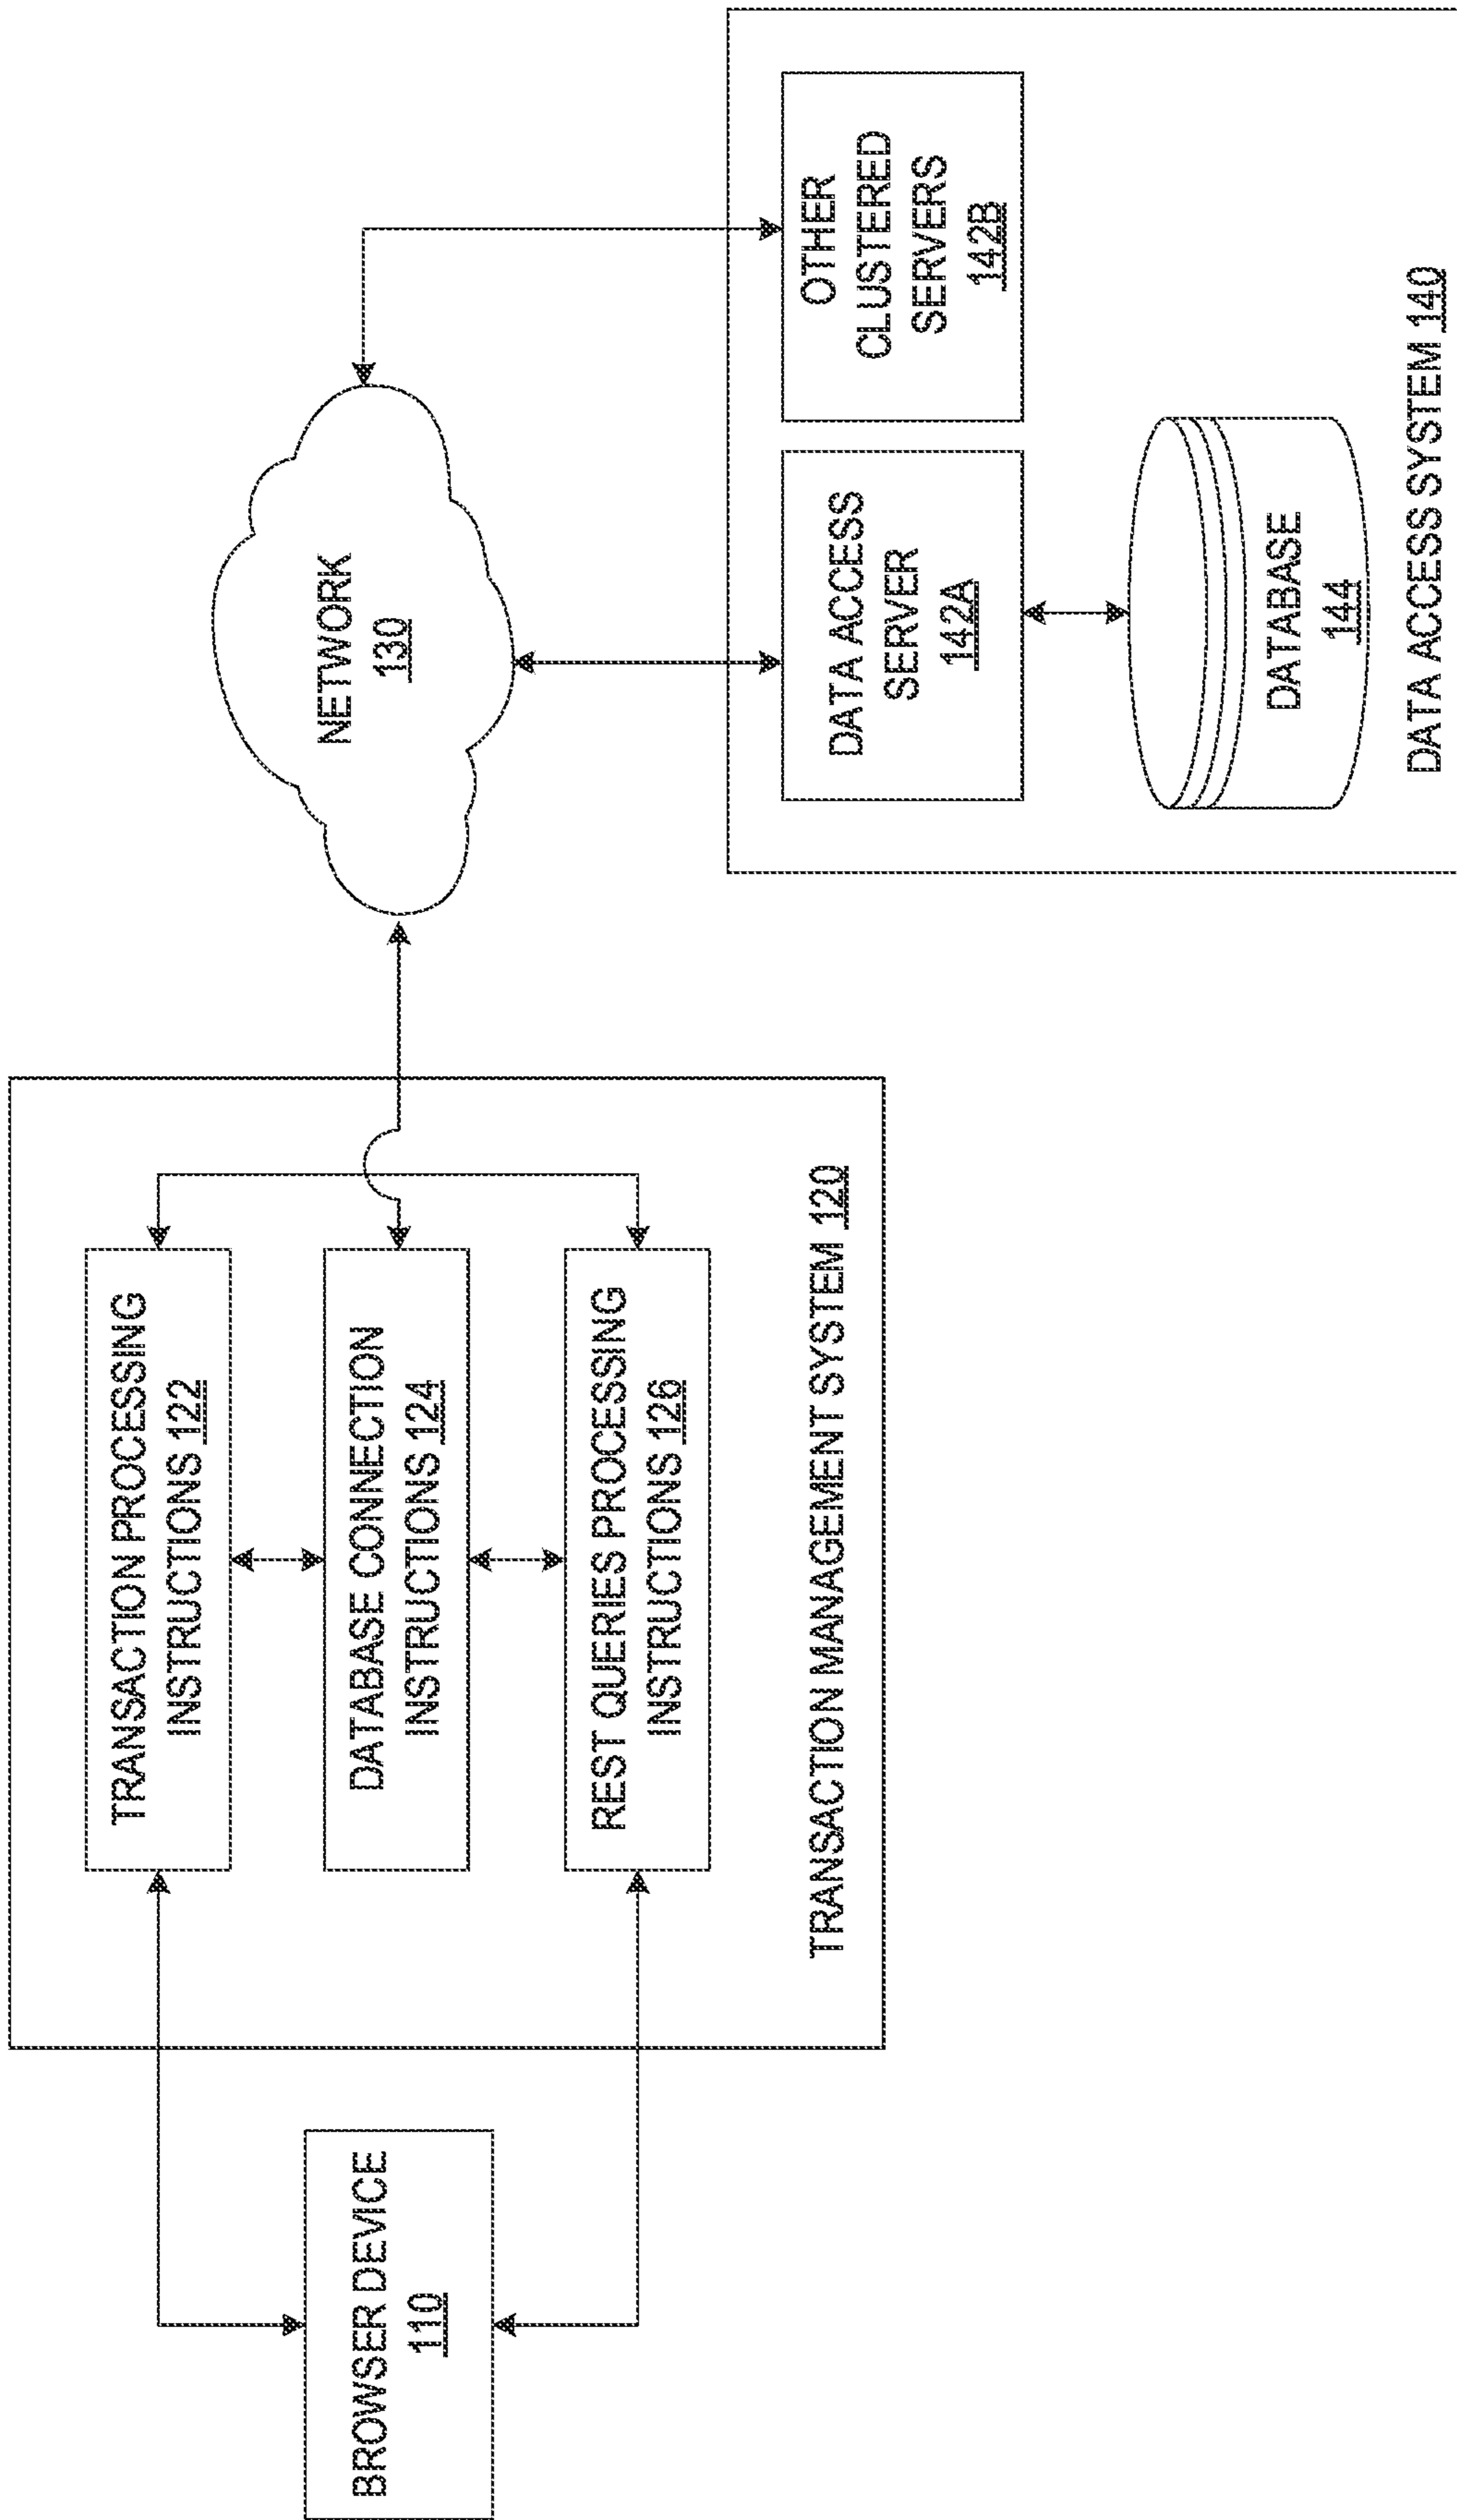 BROWSER DEVICE
110
TRANSACTION PROCESSING
INSTRUCTIONS 122
DATABASE CONNECTION
INSTRUCTIONS 124
REST QUERIES PROCESSING
INSTRUCTIONS 126
TRANSACTION MANAGEMENT SYSTEM 120
NETWORK
130
DATA ACCESS
SERVER
142A
OTHER
CLUSTERED
SERVERS
142B
DATABASE
144
DATA ACCESS SYSTEM 140